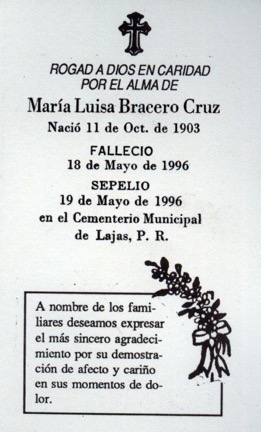 ROGAD A DIOS EN CARIDAD
POR EL ALMA DE
María Luisa Bracero Cruz
Nació 11 de Oct. de 1903
FALLECIO
18 de Mayo de 1996
SEPELIO
19 de Mayo de 1996
en el Cementerio Municipal
de Lajas, P. R.
A nombre de los fami-
liares deseamos expresar
el más sincero agradeci-
miento por su demostra-
ción de afecto y cariño
en sus momentos de do-
lor.